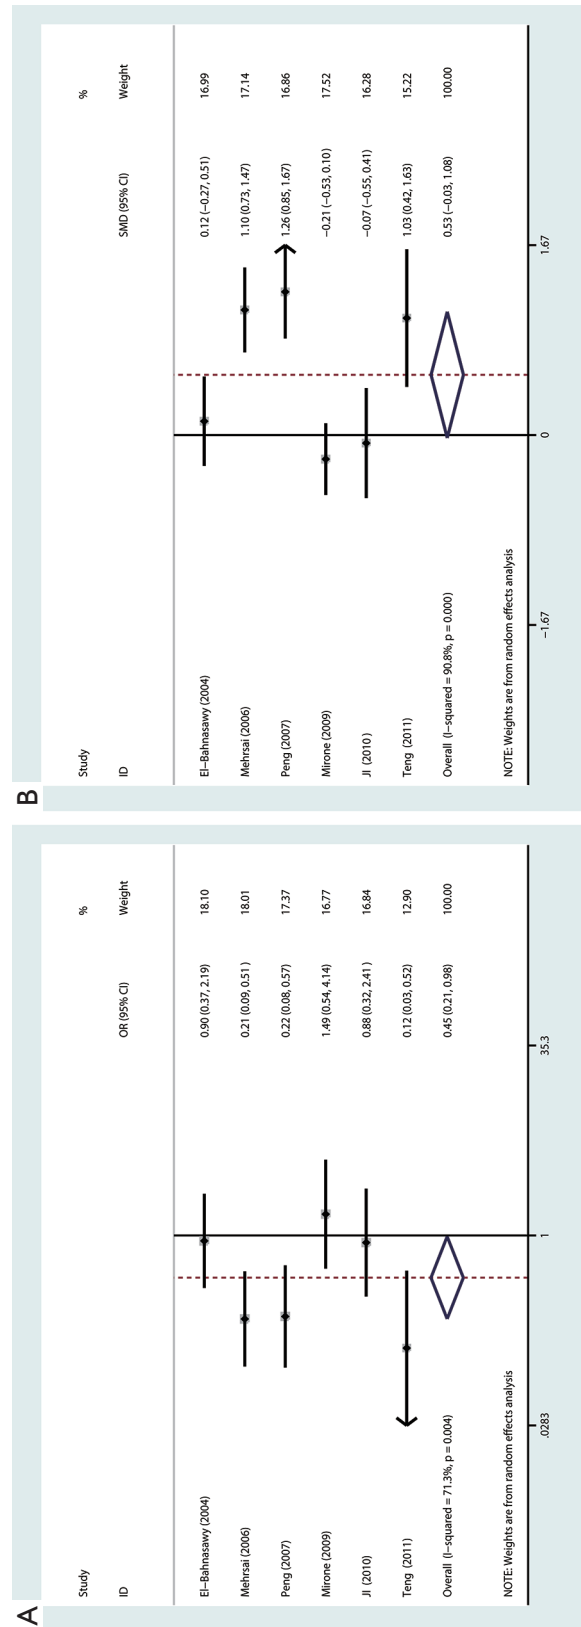 A
Study %
ID OR (95% CI) Weight
El−Bahnasawy (2004) 0.90 (0.37, 2.19) 18.10
Mehrsai (2006) 0.21 (0.09, 0.51 ) 18.01
Peng (2007) 0.22 (0.08, 0.57) 17.37
Mirone (2009) 1.49 (0.54, 4.14) 16.77
JI (2010) 0.88 (0.32, 2.41 ) 16.84
Teng (2011) 0.12 (0.03, 0.52) 12.90
Overall (I−squared = 71.3%, p = 0.004) 0.45 (0.21, 0.98) 100.00
NOTE: Weights are from random effects analysis
.0283 1 35.3
B
Study %
ID SMD (95% CI) Weight
El−Bahnasawy (2004) 0.12 (−0.27, 0.51) 16.99
Mehrsai (2006) 1.10 (0.73, 1.47) 17.14
Peng (2007) 1.26 (0.85, 1.67) 16.86
Mirone (2009) −0.21 (−0.53, 0.10) 17.52
JI (2010 ) −0.07 (−0.55, 0.41) 16.28
Teng (2011) 1.03 (0.42, 1.63) 15.22
Overall (I−squared = 90.8%, p = 0.000) 0.53 (−0.03, 1.08) 100.00
NOTE: Weights are from random effects analysis
−1.67 0 1.67